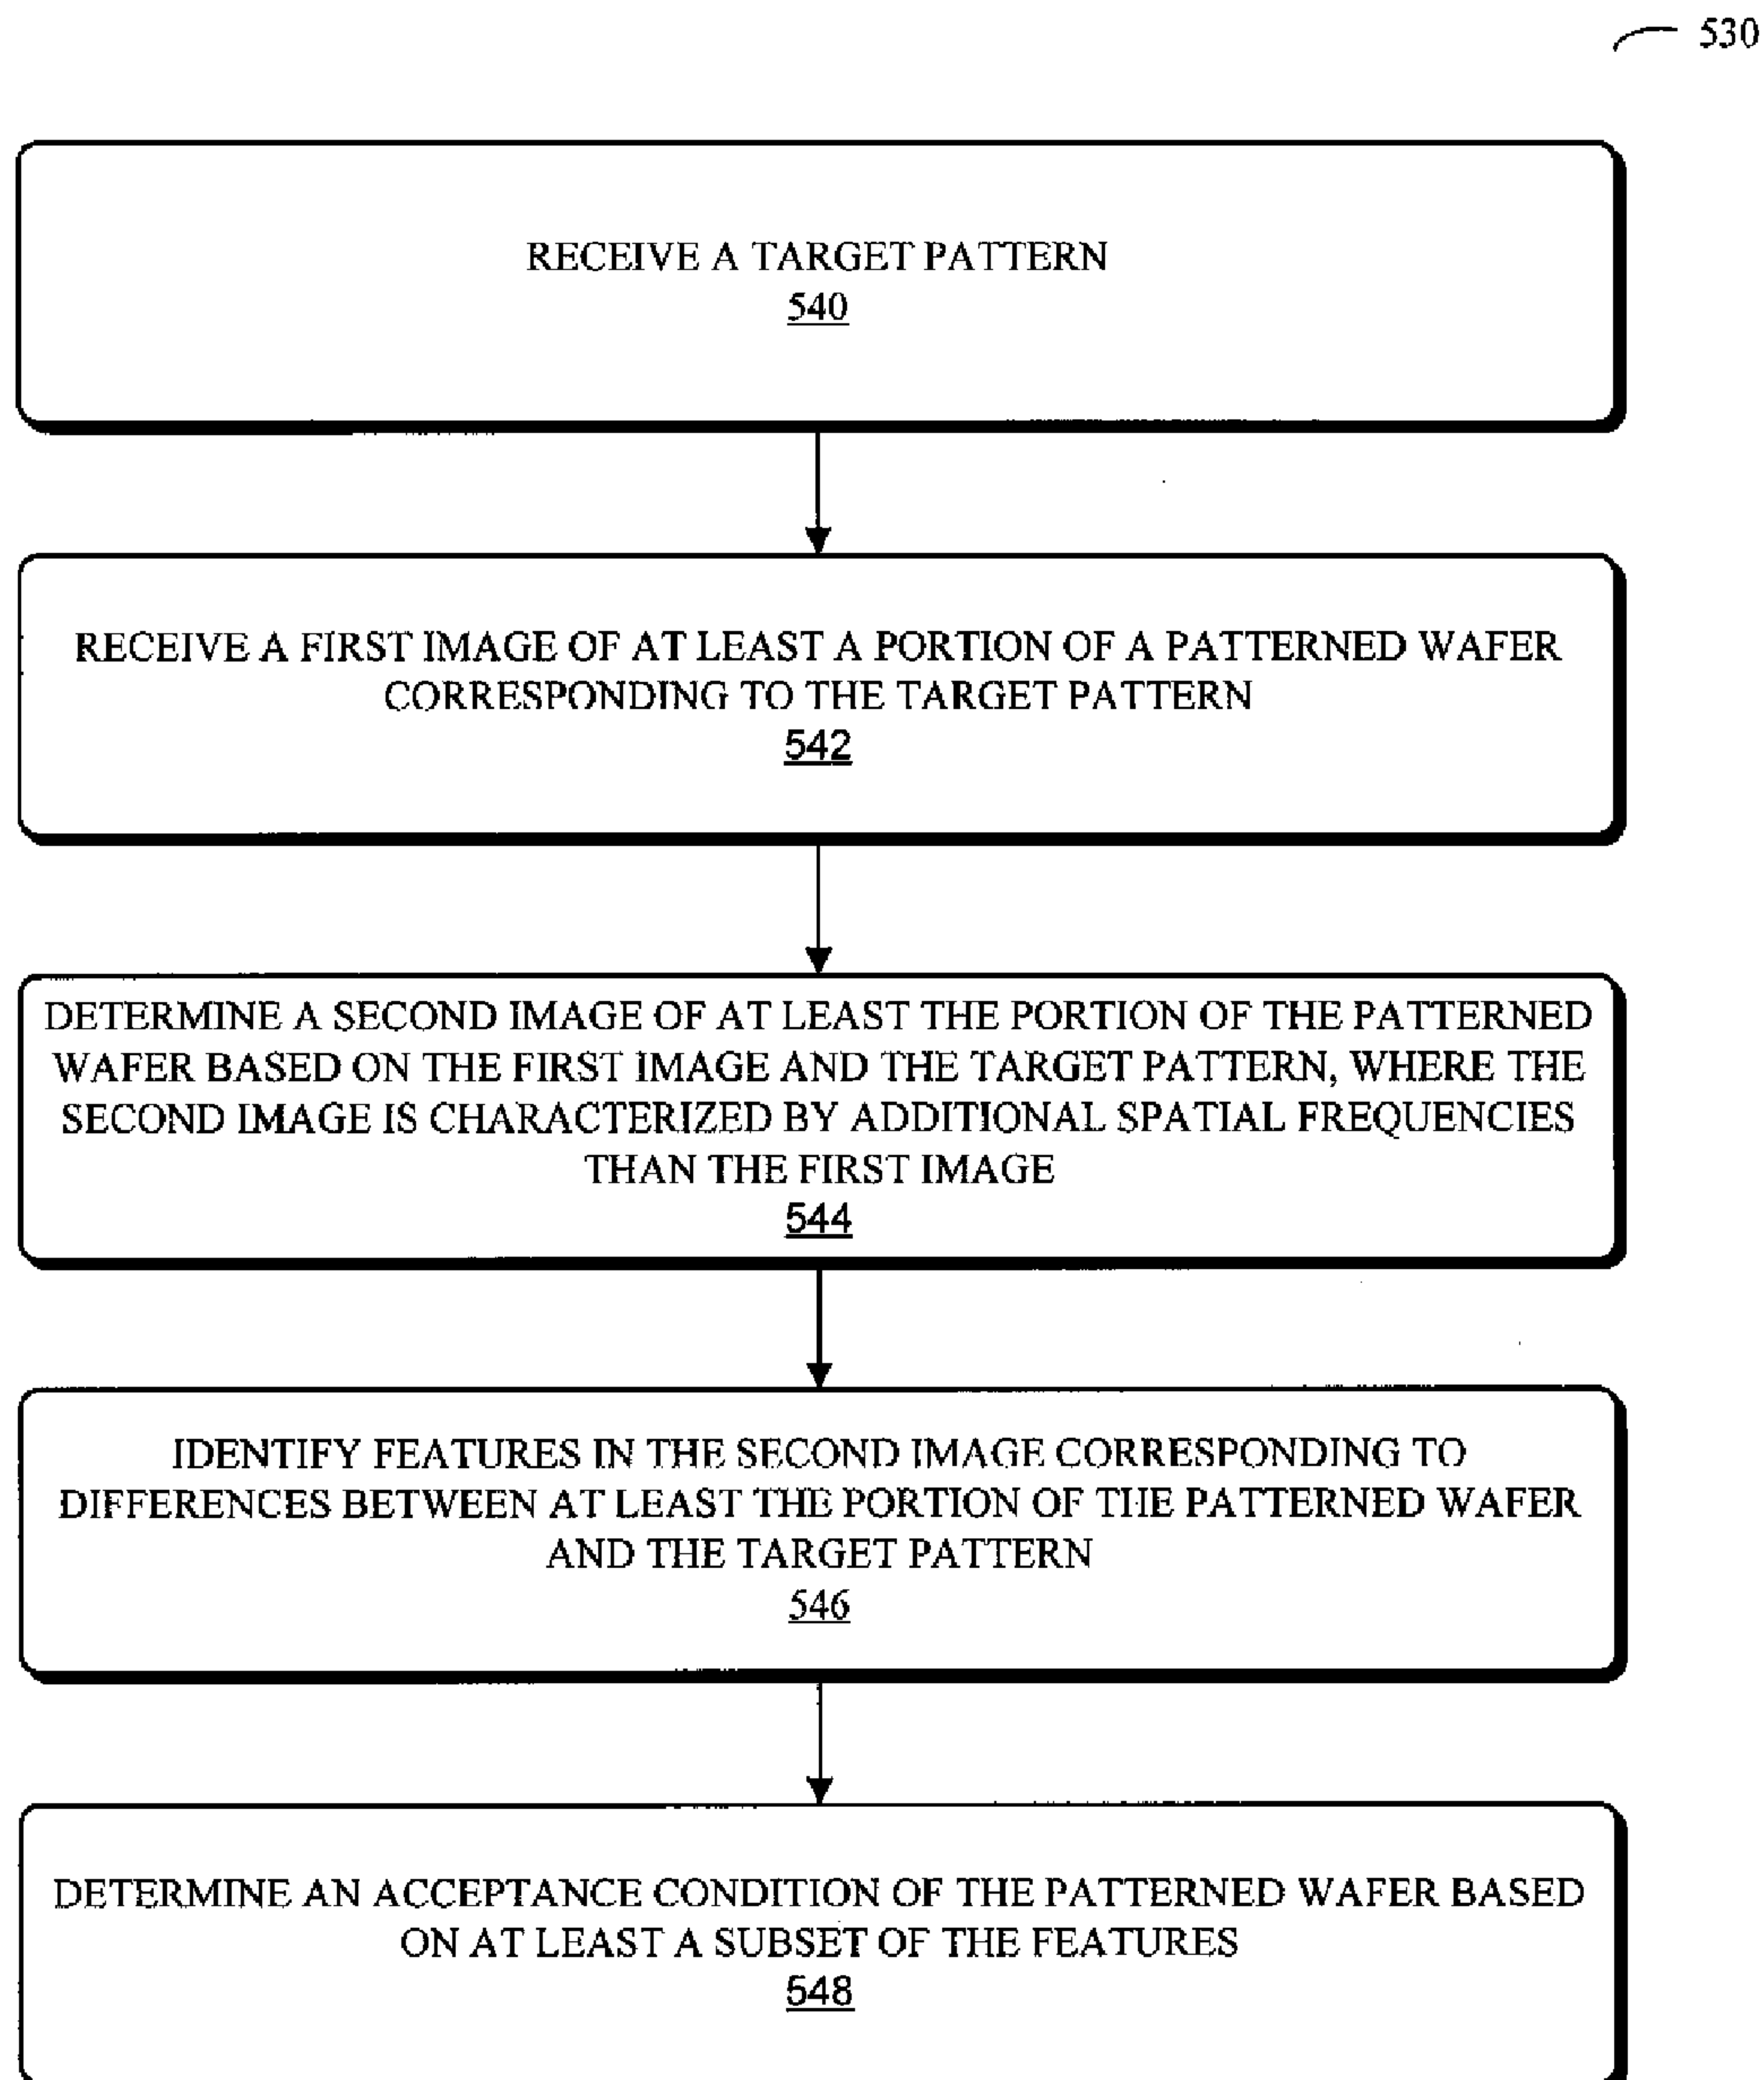 530
RECEIVE A TARGET PATTERN
540
RECEIVE A FIRST IMAGE OF AT LEAST A PORTION OF A PATTERNED WAFER
CORRESPONDING TO THE TARGET PATTERN
542
DETERMINE A SECOND IMAGE OF AT LEAST THE PORTION OF THE PATTERNED
WAFER BASED ON THE FIRST IMAGE AND THE TARGET PATTERN, WHERE THE
SECOND IMAGE IS CHARACTERIZED BY ADDITIONAL SPATIAL FREQUENCIES
THAN THE FIRST IMAGE
544
IDENTIFY FEATURES IN THE SECOND IMAGE CORRESPONDING TO
DIFFERENCES BETWEEN AT LEAST THE PORTION OF THE PATTERNED WAFER
AND THE TARGET PATTERN
546
DETERMINE AN ACCEPTANCE CONDITION OF THE PATTERNED WAFER BASED
ON AT LEAST A SUBSET OF THE FEATURES
548